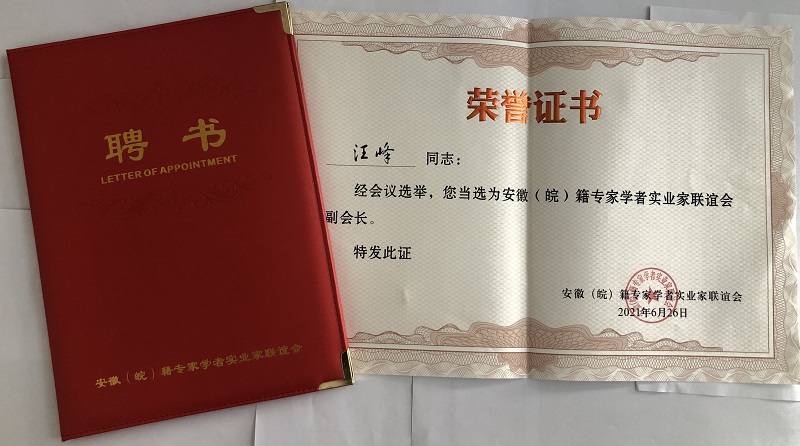 聘书
LETTER OF APPOINTMENT
安徽（皖）籍专家学者实业家联谊会
荣誉证书
汪峰 同志：
经会议选举，您当选为安徽（皖）籍专家学者实业家联谊会
副会长。
特发此证
安徽（皖）籍专家学者实业家联谊会
2021年6月26日